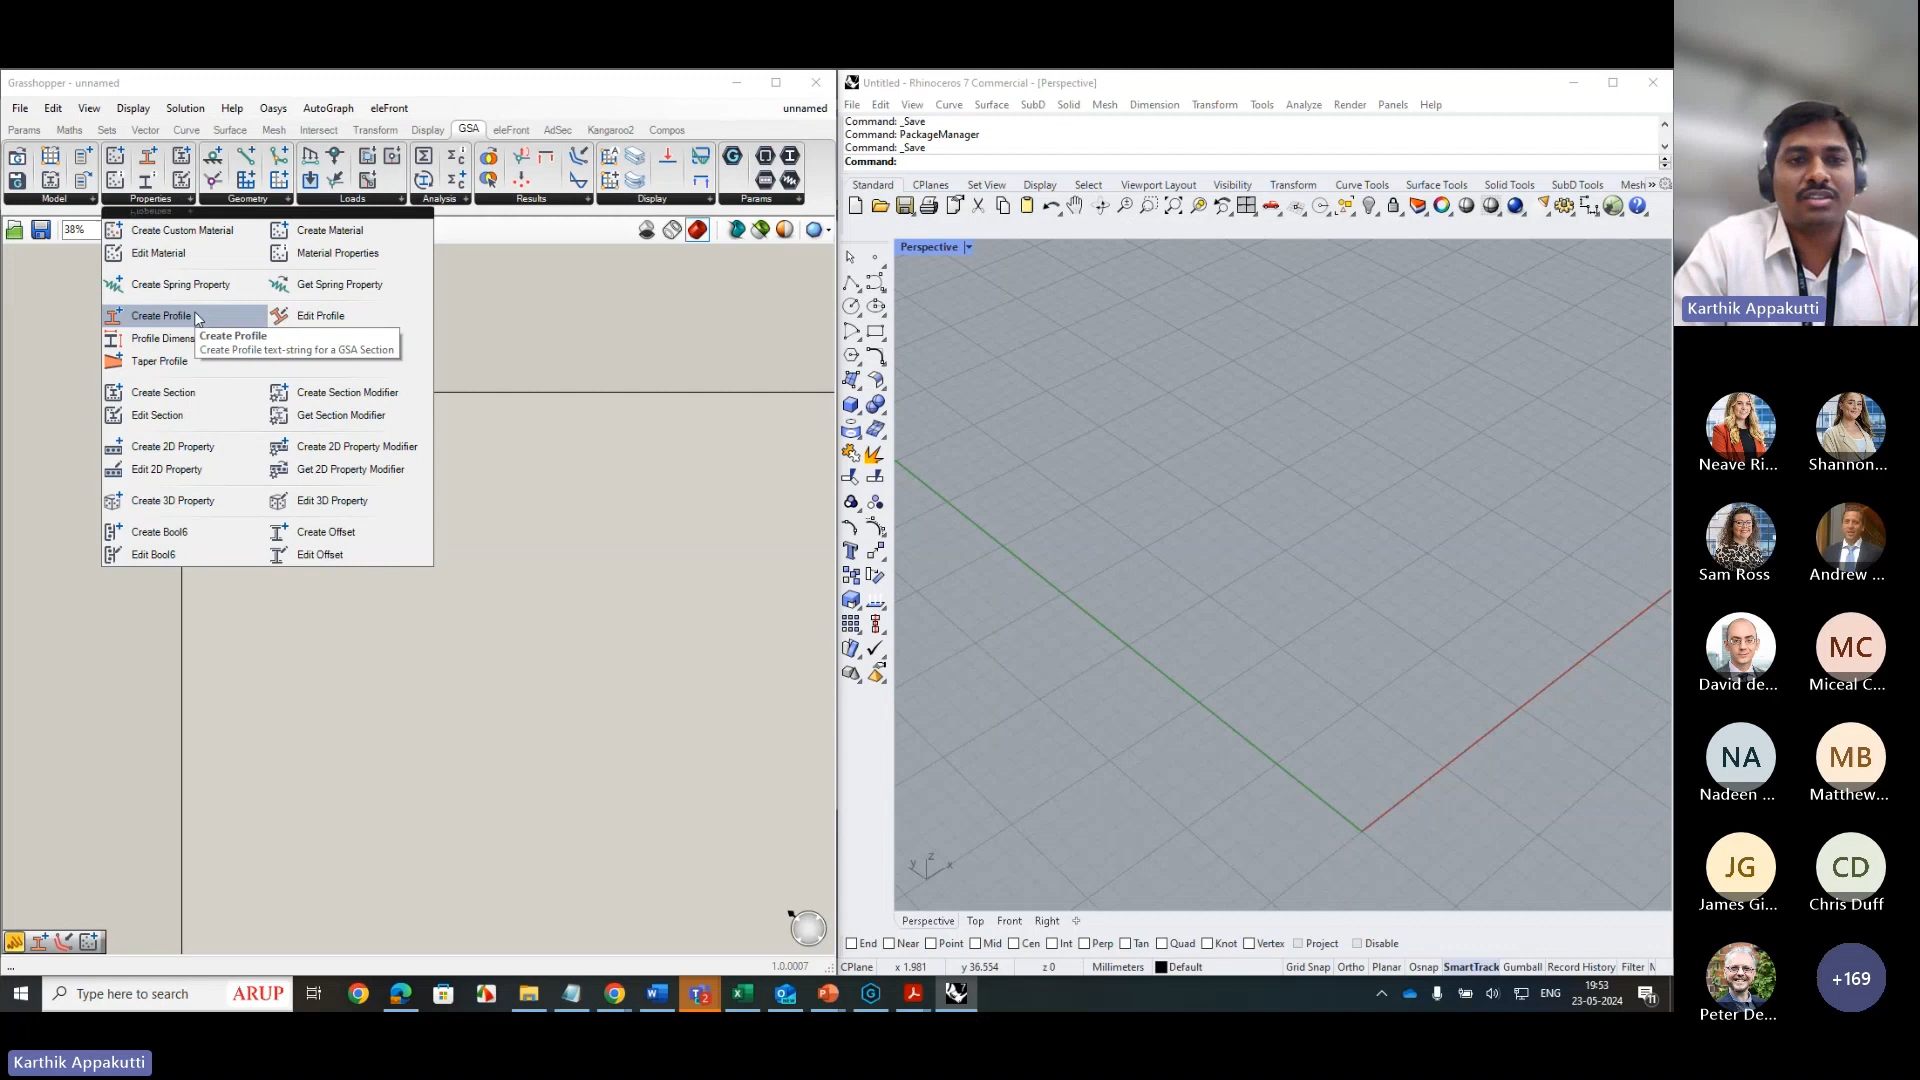 Grasshopper - unnamed
File Edit View Display Solution Help Oasys AutoGraph eleFront unnamed
Params Maths Sets Vector Curve Surface Mesh Intersect Transform Display GSA eleFront AdSec Kangaroo2 Compos
Model Properties Geometry Loads Analysis Results Display Params
38%
Create Custom Material Create Material
Edit Material Material Properties
Create Spring Property Get Spring Property
Create Profile Edit Profile
Profile Dimens
Create Profile
Create Profile text-string for a GSA Section
Taper Profile
Create Section Create Section Modifier
Edit Section Get Section Modifier
Create 2D Property Create 2D Property Modifier
Edit 2D Property Get 2D Property Modifier
Create 3D Property Edit 3D Property
Create Bool6 Create Offset
Edit Bool6 Edit Offset
...
1.0.0007
Untitled - Rhinoceros 7 Commercial - [Perspective]
File Edit View Curve Surface SubD Solid Mesh Dimension Transform Tools Analyze Render Panels Help
Command: _Save
Command: PackageManager
Command: _Save
Command:
Standard CPlanes Set View Display Select Viewport Layout Visibility Transform Curve Tools Surface Tools Solid Tools SubD Tools Mesh »
Perspective
z
y x
Perspective Top Front Right
End Near Point Mid Cen Int Perp Tan Quad Knot Vertex Project Disable
CPlane x 1.981 y 36.554 z 0 Millimeters Default Grid Snap Ortho Planar Osnap SmartTrack Gumball Record History Filter M
Type here to search ARUP
ENG
19:53
23-05-2024
11
Karthik Appakutti
Neave Ri... Shannon...
Sam Ross Andrew ...
MC
David de... Miceal C...
NA MB
Nadeen ... Matthew...
JG CD
James Gi... Chris Duff
+169
Peter De...
Karthik Appakutti